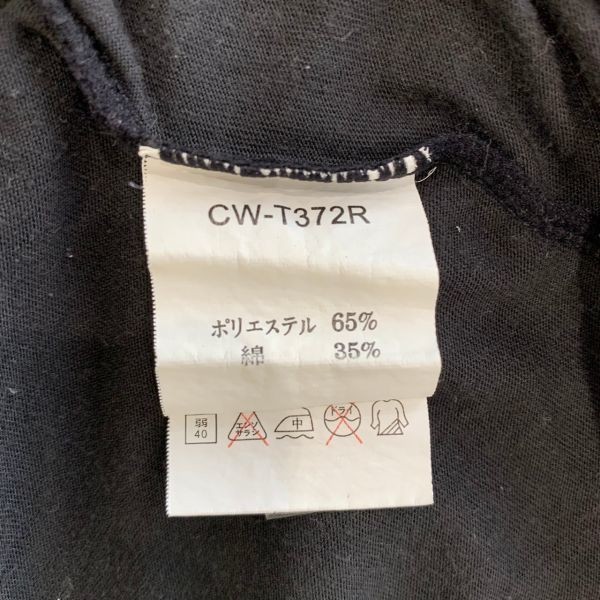 CW-T372R
ポリエステル 65%
綿 35%
弱 40
エンソ サラシ
中
ドライ